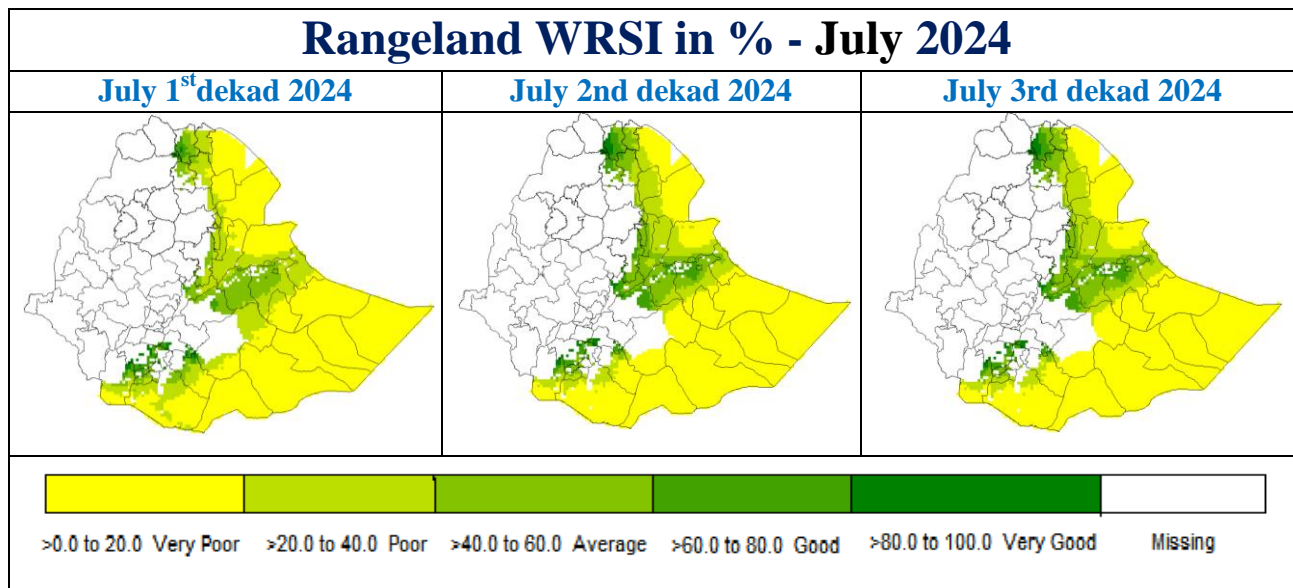 Rangeland WRSI in % - July 2024
July 1st dekad 2024
July 2nd dekad 2024
July 3rd dekad 2024
>0.0 to 20.0 Very Poor
>20.0 to 40.0 Poor
>40.0 to 60.0 Average
>60.0 to 80.0 Good
>80.0 to 100.0 Very Good
Missing